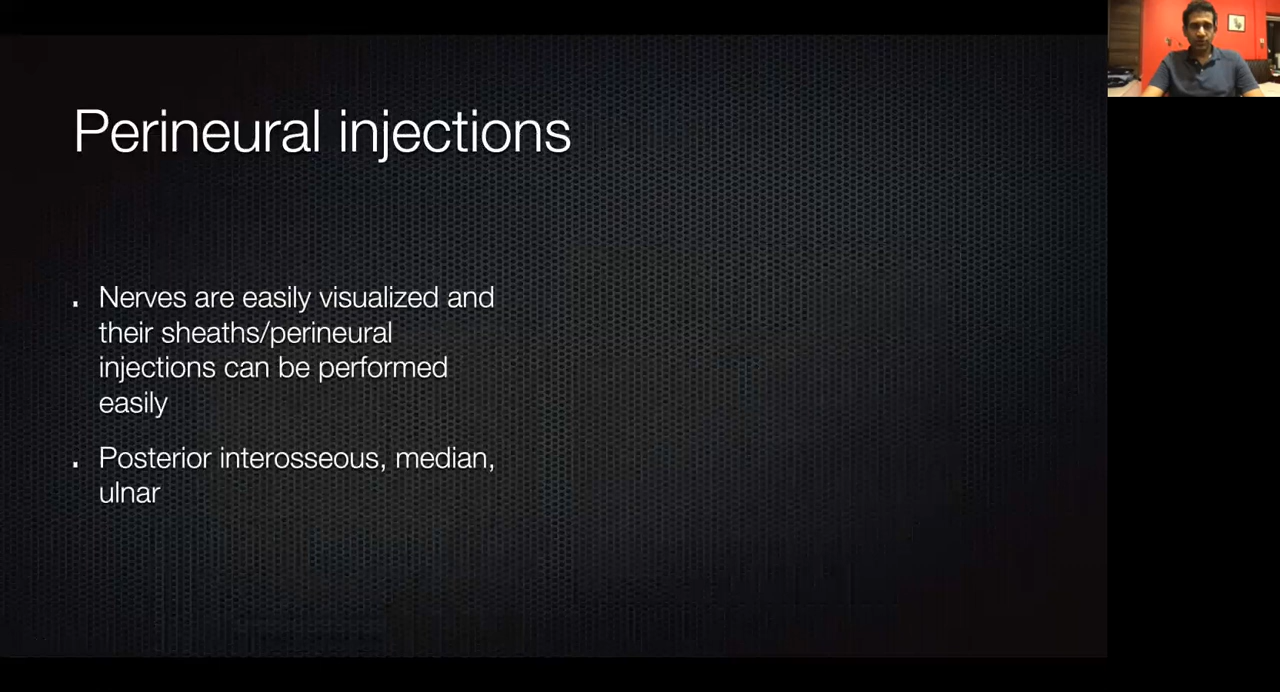 Perineural injections
Nerves are easily visualized and
their sheaths/perineural
injections can be performed
easily
Posterior interosseous, median,
ulnar